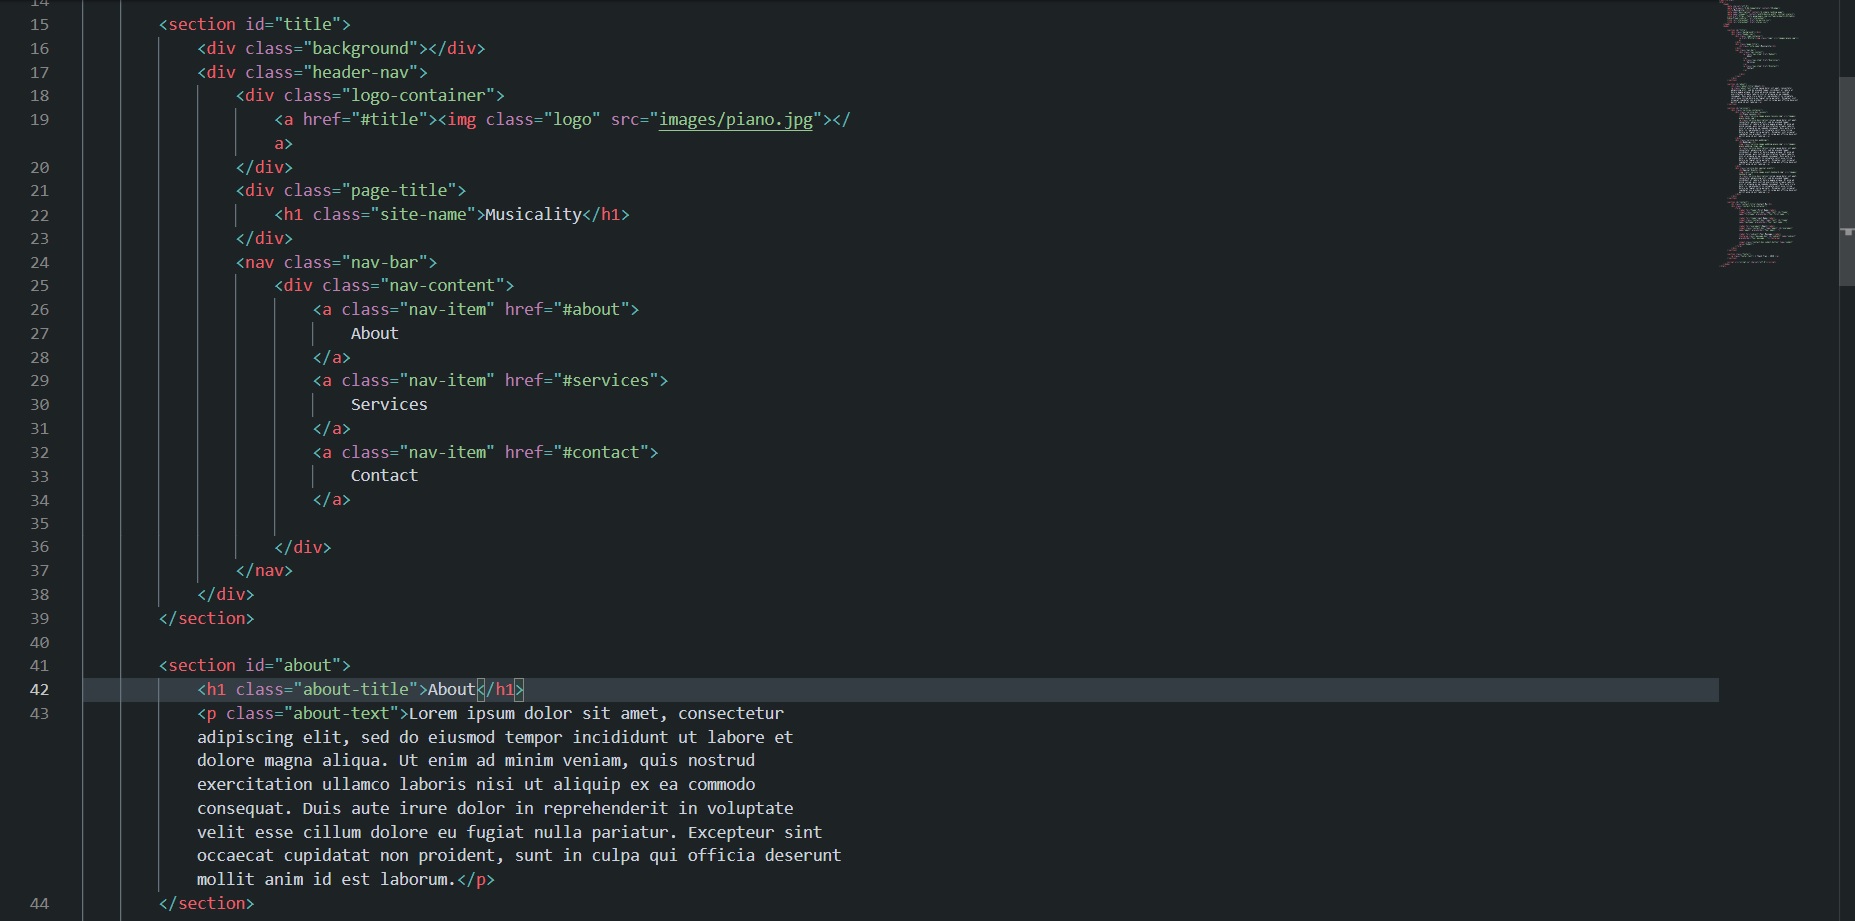 14
15 <section id="title">
16 <div class="background"></div>
17 <div class="header-nav">
18 <div class="logo-container">
19 <a href="#title"><img class="logo" src="images/piano.jpg"></
a>
20 </div>
21 <div class="page-title">
22 <h1 class="site-name">Musicality</h1>
23 </div>
24 <nav class="nav-bar">
25 <div class="nav-content">
26 <a class="nav-item" href="#about">
27 About
28 </a>
29 <a class="nav-item" href="#services">
30 Services
31 </a>
32 <a class="nav-item" href="#contact">
33 Contact
34 </a>
35
36 </div>
37 </nav>
38 </div>
39 </section>
40
41 <section id="about">
42 <h1 class="about-title">About</h1>
43 <p class="about-text">Lorem ipsum dolor sit amet, consectetur
adipiscing elit, sed do eiusmod tempor incididunt ut labore et
dolore magna aliqua. Ut enim ad minim veniam, quis nostrud
exercitation ullamco laboris nisi ut aliquip ex ea commodo
consequat. Duis aute irure dolor in reprehenderit in voluptate
velit esse cillum dolore eu fugiat nulla pariatur. Excepteur sint
occaecat cupidatat non proident, sunt in culpa qui officia deserunt
mollit anim id est laborum.</p>
44 </section>